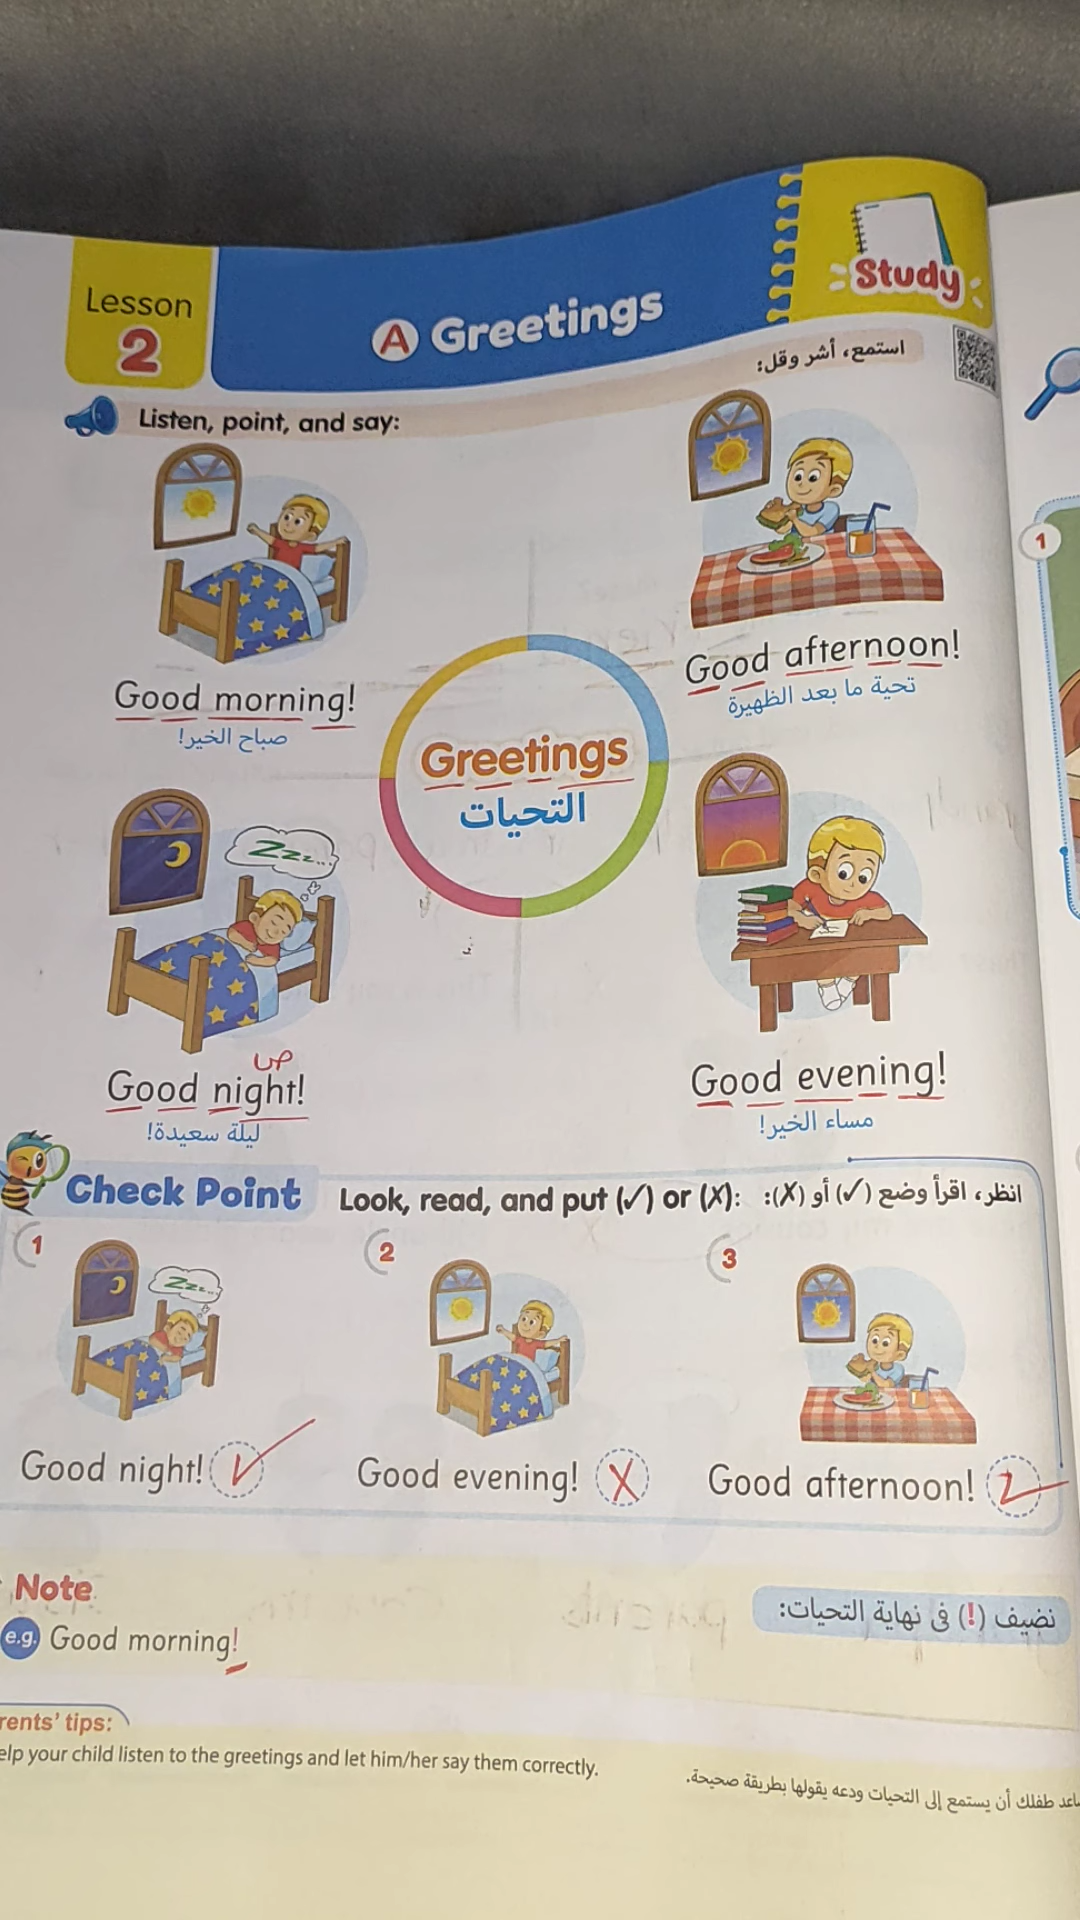 Lesson
2
A Greetings
Study
Listen, point, and say:
استمع، أشر وقل:
Good morning!
صباح الخير!
Good afternoon!
تحية ما بعد الظهيرة
Greetings
التحيات
Zzz...
ص
Good night!
ليلة سعيدة!
Good evening!
مساء الخير!
Check Point
Look, read, and put (✓) or (X):
انظر، اقرأ وضع (✓) أو (X):
1
2
3
Zzz...
Good night! ✓
Good evening! X
Good afternoon! ✓
Note
نضيف (!) فى نهاية التحيات:
e.g. Good morning!
rents' tips:
elp your child listen to the greetings and let him/her say them correctly.
اعد طفلك أن يستمع إلى التحيات ودعه يقولها بطريقة صحيحة.
1